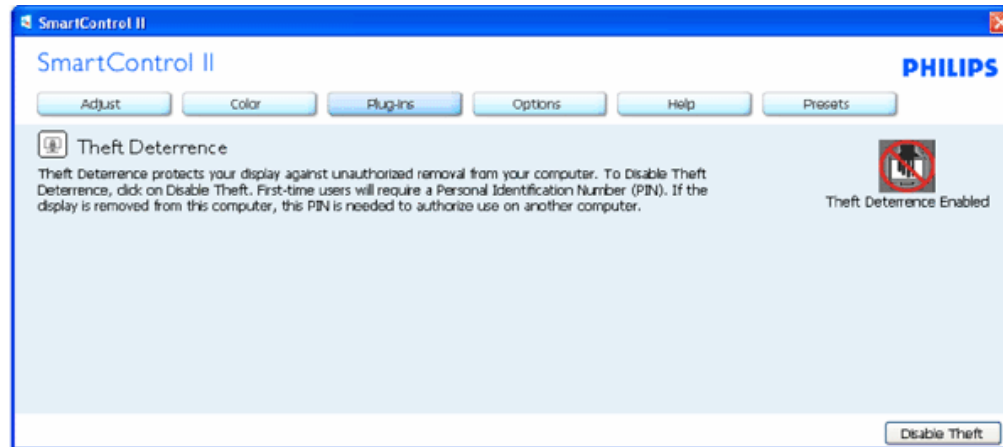 SmartControl II
SmartControl II
PHILIPS
Adjust Color Plug-Ins Options Help Presets
Theft Deterrence
Theft Deterrence protects your display against unauthorized removal from your computer. To Disable Theft
Deterrence, click on Disable Theft. First-time users will require a Personal Identification Number (PIN). If the
display is removed from this computer, this PIN is needed to authorize use on another computer.
Theft Deterrence Enabled
Disable Theft